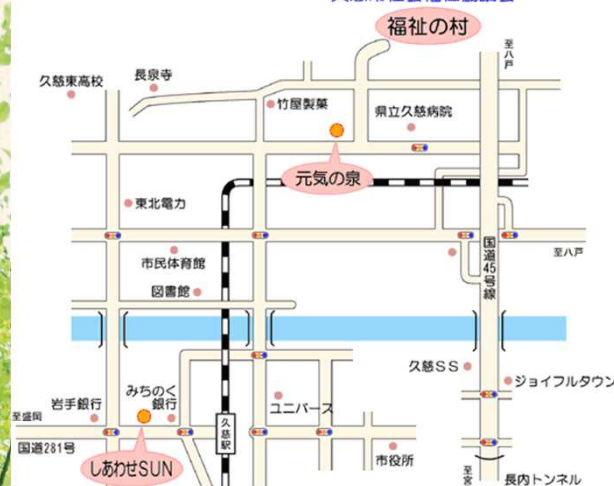 福祉の村
至八戸
久慈東高校
長泉寺
竹屋製菓
県立久慈病院
元気の泉
東北電力
市民体育館
国道45号線
至八戸
図書館
久慈SS
ジョイフルタウン
みちのく
銀行
岩手銀行
ユニバース
至盛岡
久慈駅
国道281号
しあわせSUN
市役所
至宮
長内トンネル